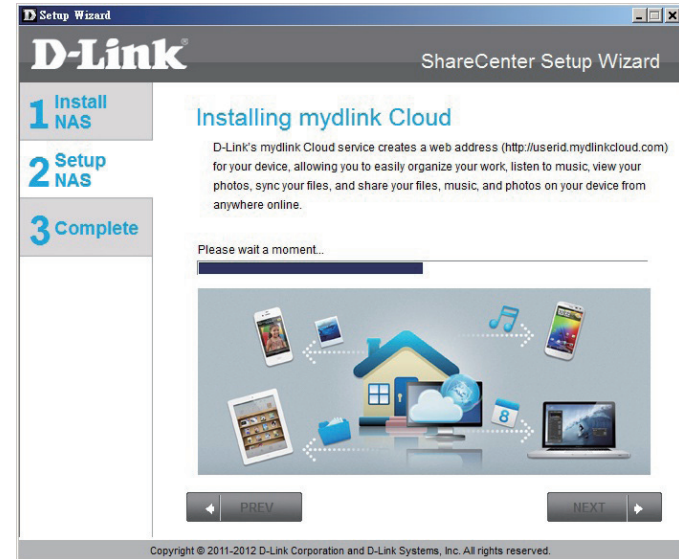 D Setup Wizard
D-Link®
ShareCenter Setup Wizard
1 Install
NAS
2 Setup
NAS
3 Complete
Installing mydlink Cloud
D-Link's mydlink Cloud service creates a web address (http://userid.mydlinkcloud.com)
for your device, allowing you to easily organize your work, listen to music, view your
photos, sync your files, and share your files, music, and photos on your device from
anywhere online.
Please wait a moment...
8
PREV
NEXT
Copyright © 2011-2012 D-Link Corporation and D-Link Systems, Inc. All rights reserved.